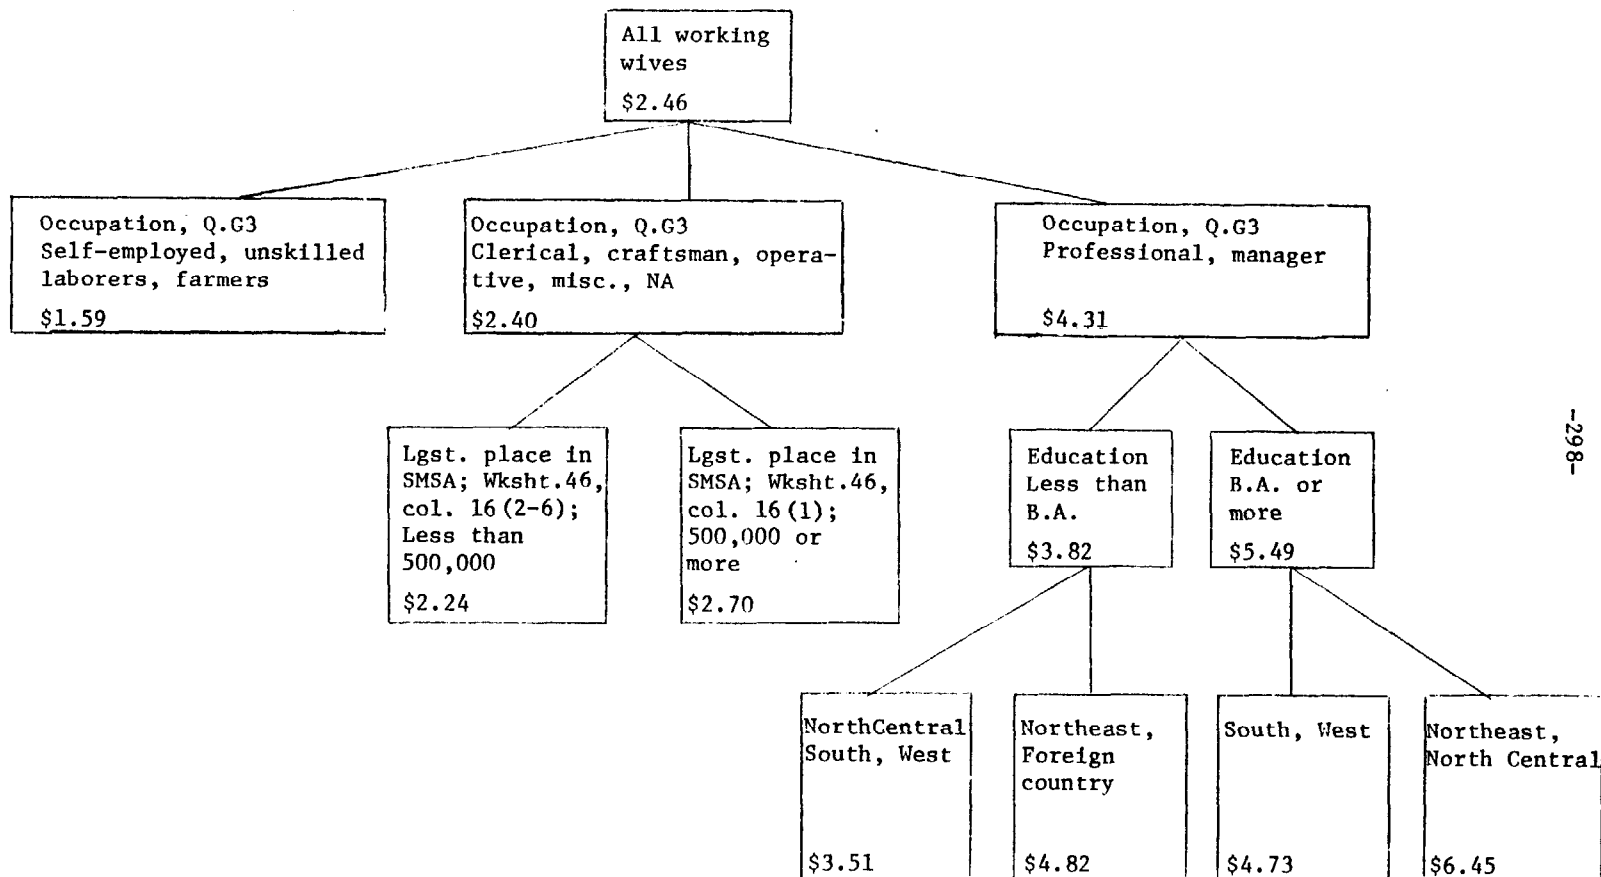 All working
wives
$2.46
Occupation, Q.G3
Self-employed, unskilled
laborers, farmers
$1.59
Occupation, Q.G3
Clerical, craftsman, opera-
tive, misc., NA
$2.40
Occupation, Q.G3
Professional, manager
$4.31
Lgst. place in
SMSA; Wksht.46,
col. 16(2-6);
Less than
500,000
$2.24
Lgst. place in
SMSA; Wksht.46,
col. 16(1);
500,000 or
more
$2.70
Education
Less than
B.A.
$3.82
Education
B.A. or
more
$5.49
NorthCentral
South, West
$3.51
Northeast,
Foreign
country
$4.82
South, West
$4.73
Northeast,
North Central
$6.45
-298-